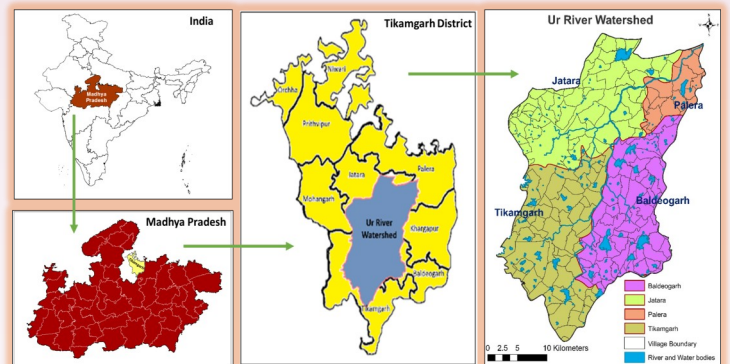 India
Madhya
Pradesh
Madhya Pradesh
Tikamgarh District
Niwari
Orchha
Prithvipur
Jatara
Palera
Mohangarh
Ur River
Watershed
Khargapur
Baldeogarh
Tikamgarh
Ur River Watershed
Jatara
Palera
Baldeogarh
Tikamgarh
Baldeogarh
Jatara
Palera
Tikamgarh
Village Boundary
River and Water bodies
0 2.5 5 10 Kilometers